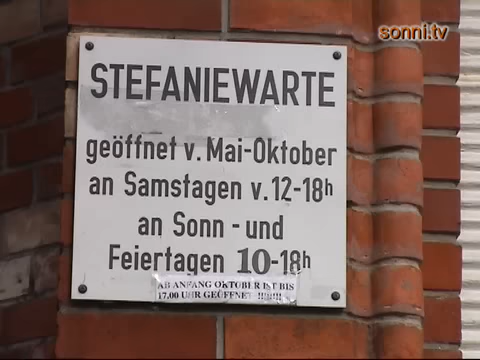 sonni.tv
STEFANIEWARTE
geöffnet v. Mai-Oktober
an Samstagen v. 12-18h
an Sonn - und
Feiertagen 10-18h
AB ANFANG OKTOBER IST BIS
17.00 UHR GEÖFFNET !!!!!!!